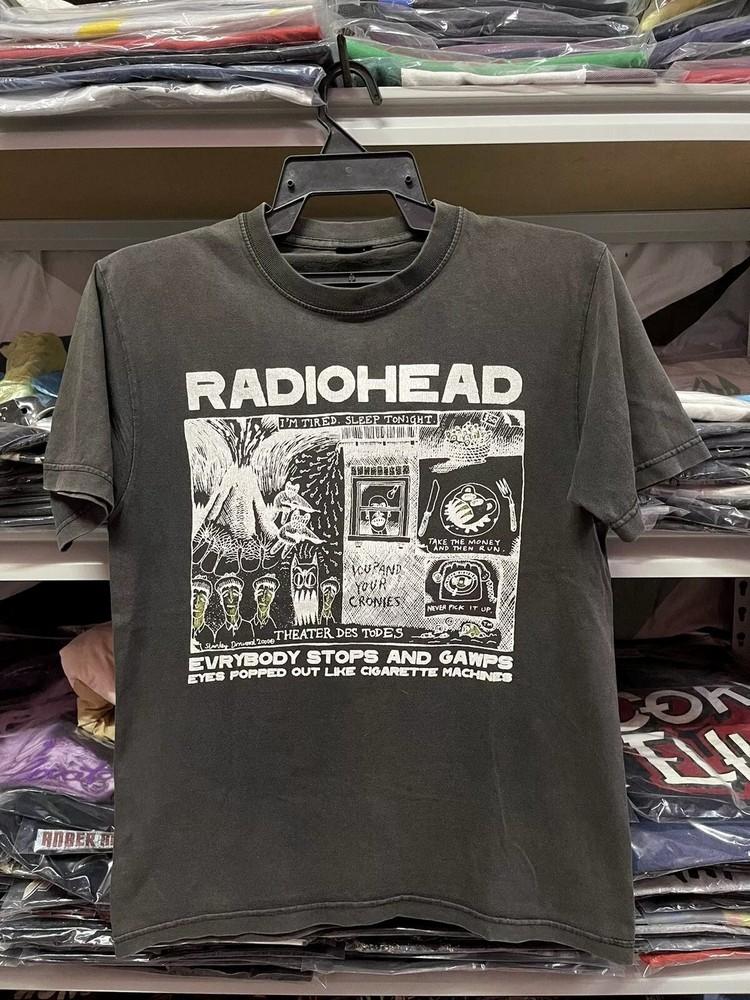 RADIOHEAD
I'M TIRED. SLEEP TONIGHT.
TAKE THE MONEY
AND THEN RUN.
I CUP AND
YOUR
CRONIES
NEVER PICK IT UP.
THEATER DES TODES
EVRYBODY STOPS AND GAWPS
EYES POPPED OUT LIKE CIGARETTE MACHINES